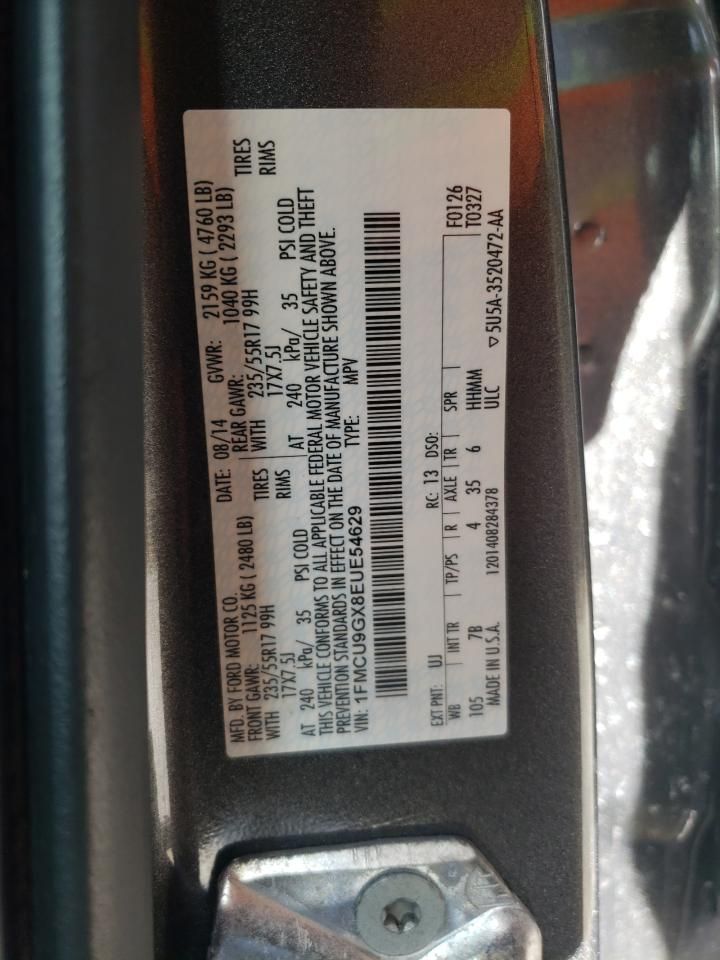 MFD. BY FORD MOTOR CO.
DATE: 08/14 GVWR: 2159 KG ( 4760 LB)
FRONT GAWR: 1125 KG ( 2480 LB) REAR GAWR: 1040 KG ( 2293 LB)
WITH 235/55R17 99H TIRES WITH 235/55R17 99H TIRES
17X7.5J RIMS 17X7.5J RIMS
AT 240 kPa/ 35 PSI COLD AT 240 kPa/ 35 PSI COLD
THIS VEHICLE CONFORMS TO ALL APPLICABLE FEDERAL MOTOR VEHICLE SAFETY AND THEFT
PREVENTION STANDARDS IN EFFECT ON THE DATE OF MANUFACTURE SHOWN ABOVE.
VIN: 1FMCU9GX8EUE54629 TYPE: MPV
EXT PNT: UJ RC: 13 DSO: F0126
WB INT TR TP/PS R AXLE TR SPR T0327
105 7B 4 35 6 HHMM
MADE IN U.S.A. 1201408284378 ULC ▽5U5A-3520472-AA